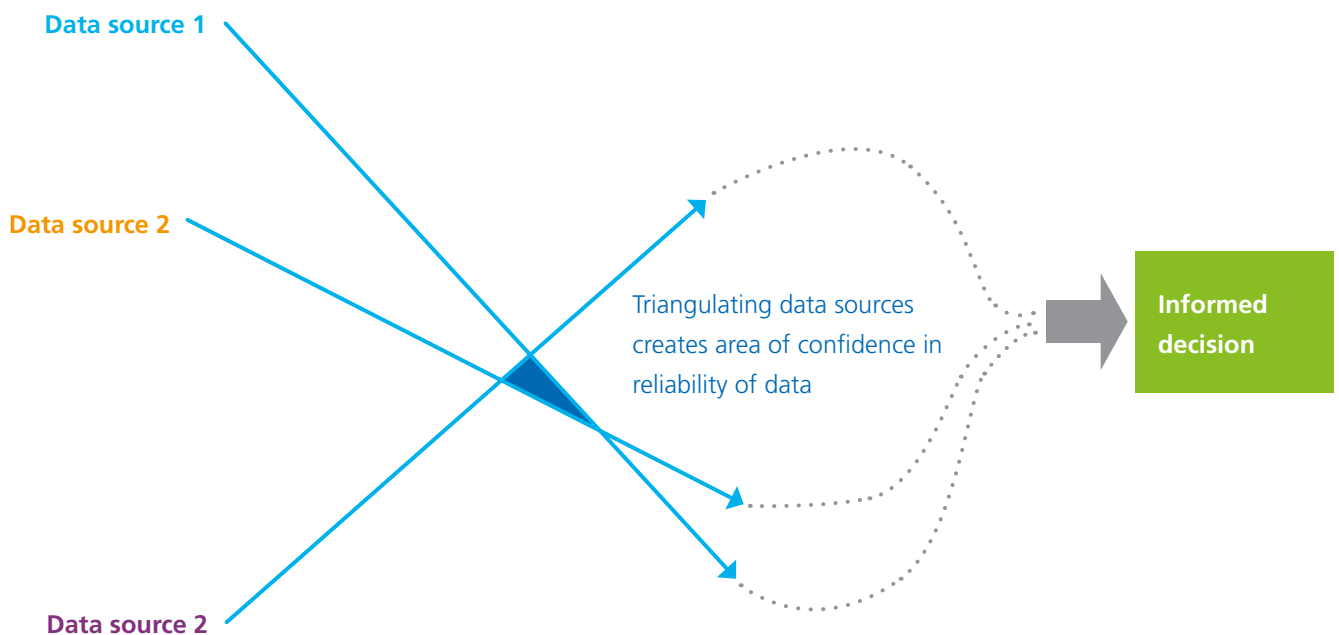 Data source 1
Data source 2
Triangulating data sources
creates area of confidence in
reliability of data
Informed
decision
Data source 2